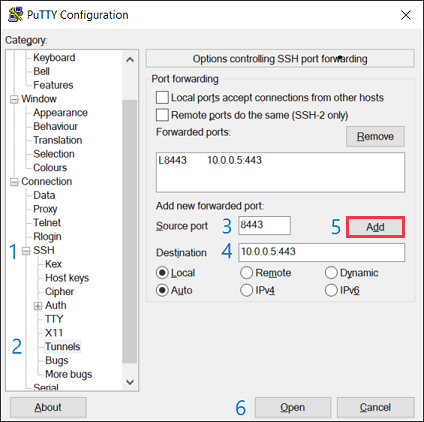 PuTTY Configuration
Category:
Keyboard
Bell
Features
Window
Appearance
Behaviour
Translation
Selection
Colours
Connection
Data
Proxy
Telnet
Rlogin
1 SSH
Kex
Host keys
Cipher
Auth
TTY
X11
2 Tunnels
Bugs
More bugs
Serial
Options controlling SSH port forwarding
Port forwarding
Local ports accept connections from other hosts
Remote ports do the same (SSH-2 only)
Forwarded ports:
Remove
L8443 10.0.0.5:443
Add new forwarded port:
Source port 3 8443 5 Add
Destination 4 10.0.0.5:443
Local Remote Dynamic
Auto IPv4 IPv6
About 6 Open Cancel